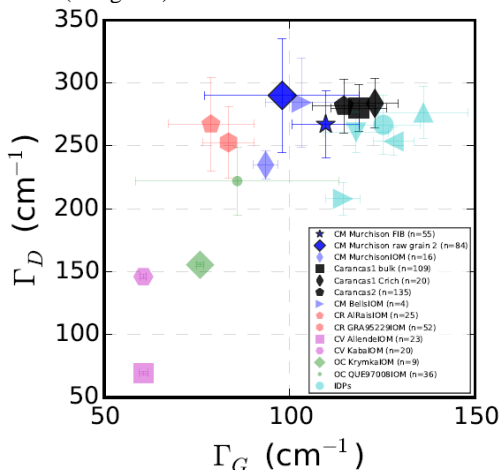 350
300
250
200
150
100
50
Γ_D (cm⁻¹)
CM Murchison FIB (n=55)
CM Murchison raw grain 2 (n=84)
CM MurchisonIOM (n=16)
Carancas1 bulk (n=109)
Carancas1 Crich (n=20)
Carancas2 (n=135)
CM BellsIOM (n=4)
CR AlRaisIOM (n=25)
CR GRA95229IOM (n=52)
CV AllendeIOM (n=23)
CV KabaIOM (n=20)
OC KrymkaIOM (n=9)
OC QUE97008IOM (n=36)
IDPs
50 100 150
Γ_G (cm⁻¹)